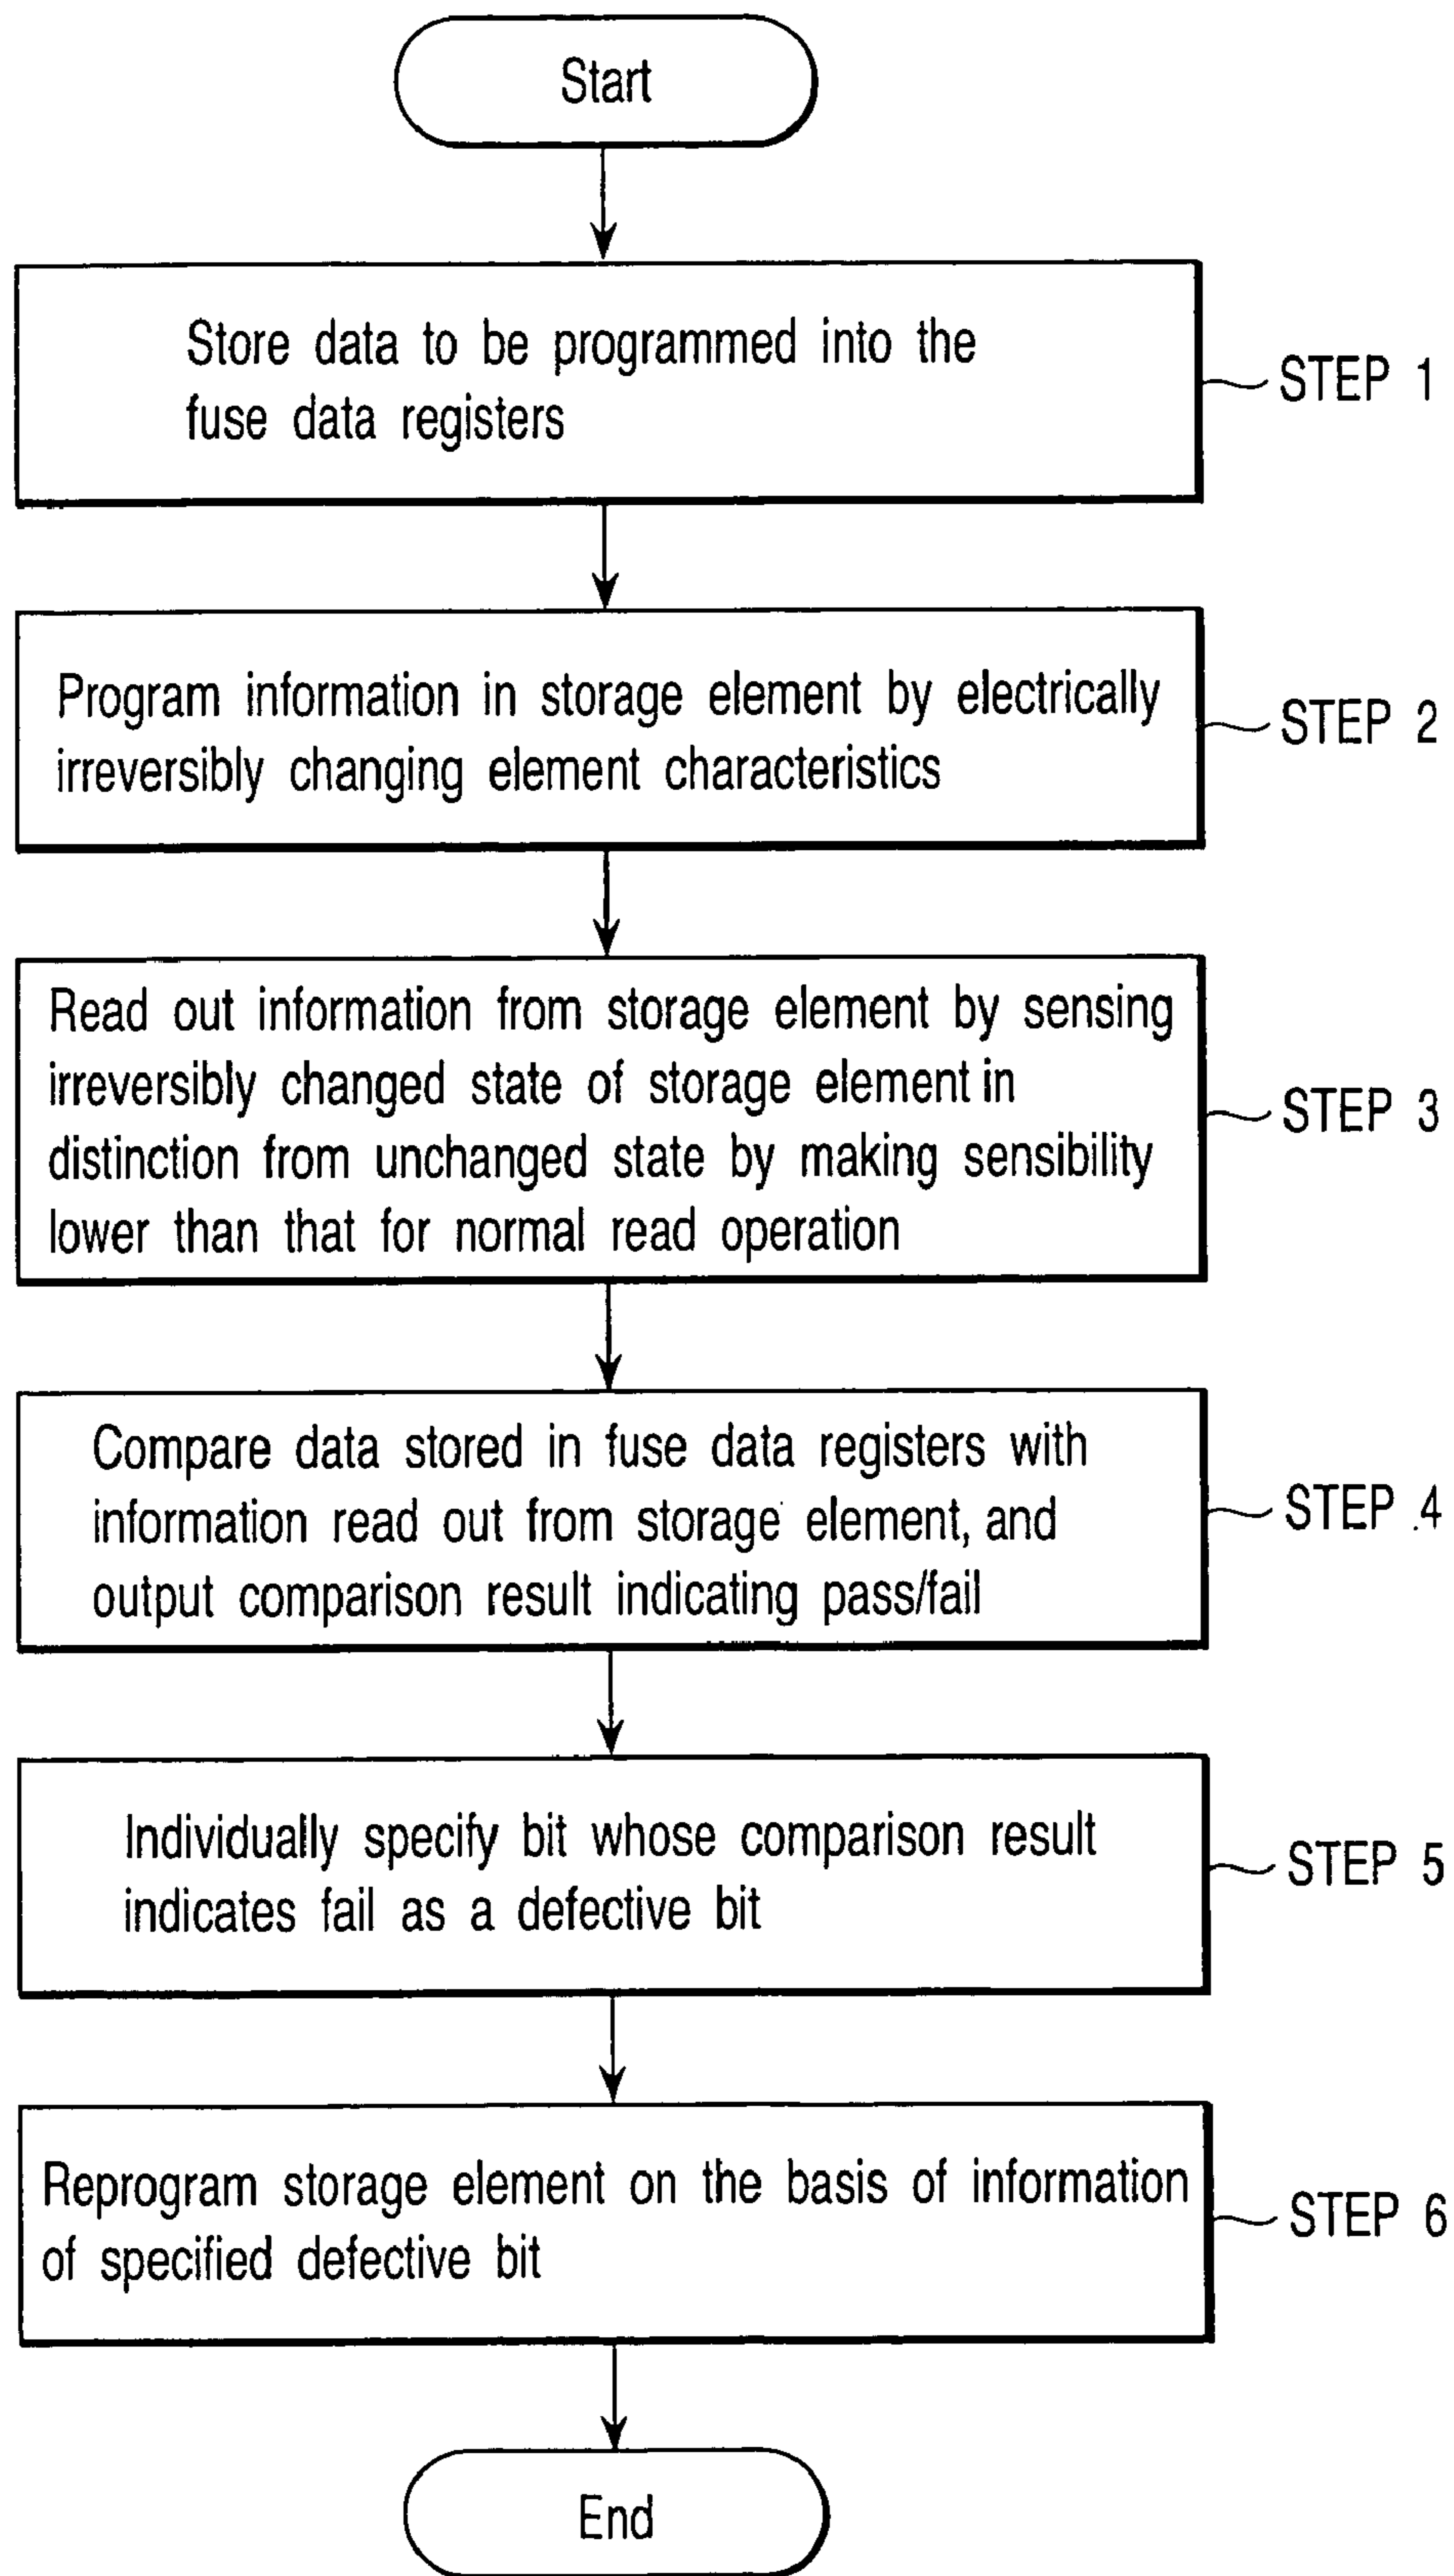 Start
Store data to be programmed into the
fuse data registers
STEP 1
Program information in storage element by electrically
irreversibly changing element characteristics
STEP 2
Read out information from storage element by sensing
irreversibly changed state of storage element in
distinction from unchanged state by making sensibility
lower than that for normal read operation
STEP 3
Compare data stored in fuse data registers with
information read out from storage element, and
output comparison result indicating pass/fail
STEP 4
Individually specify bit whose comparison result
indicates fail as a defective bit
STEP 5
Reprogram storage element on the basis of information
of specified defective bit
STEP 6
End